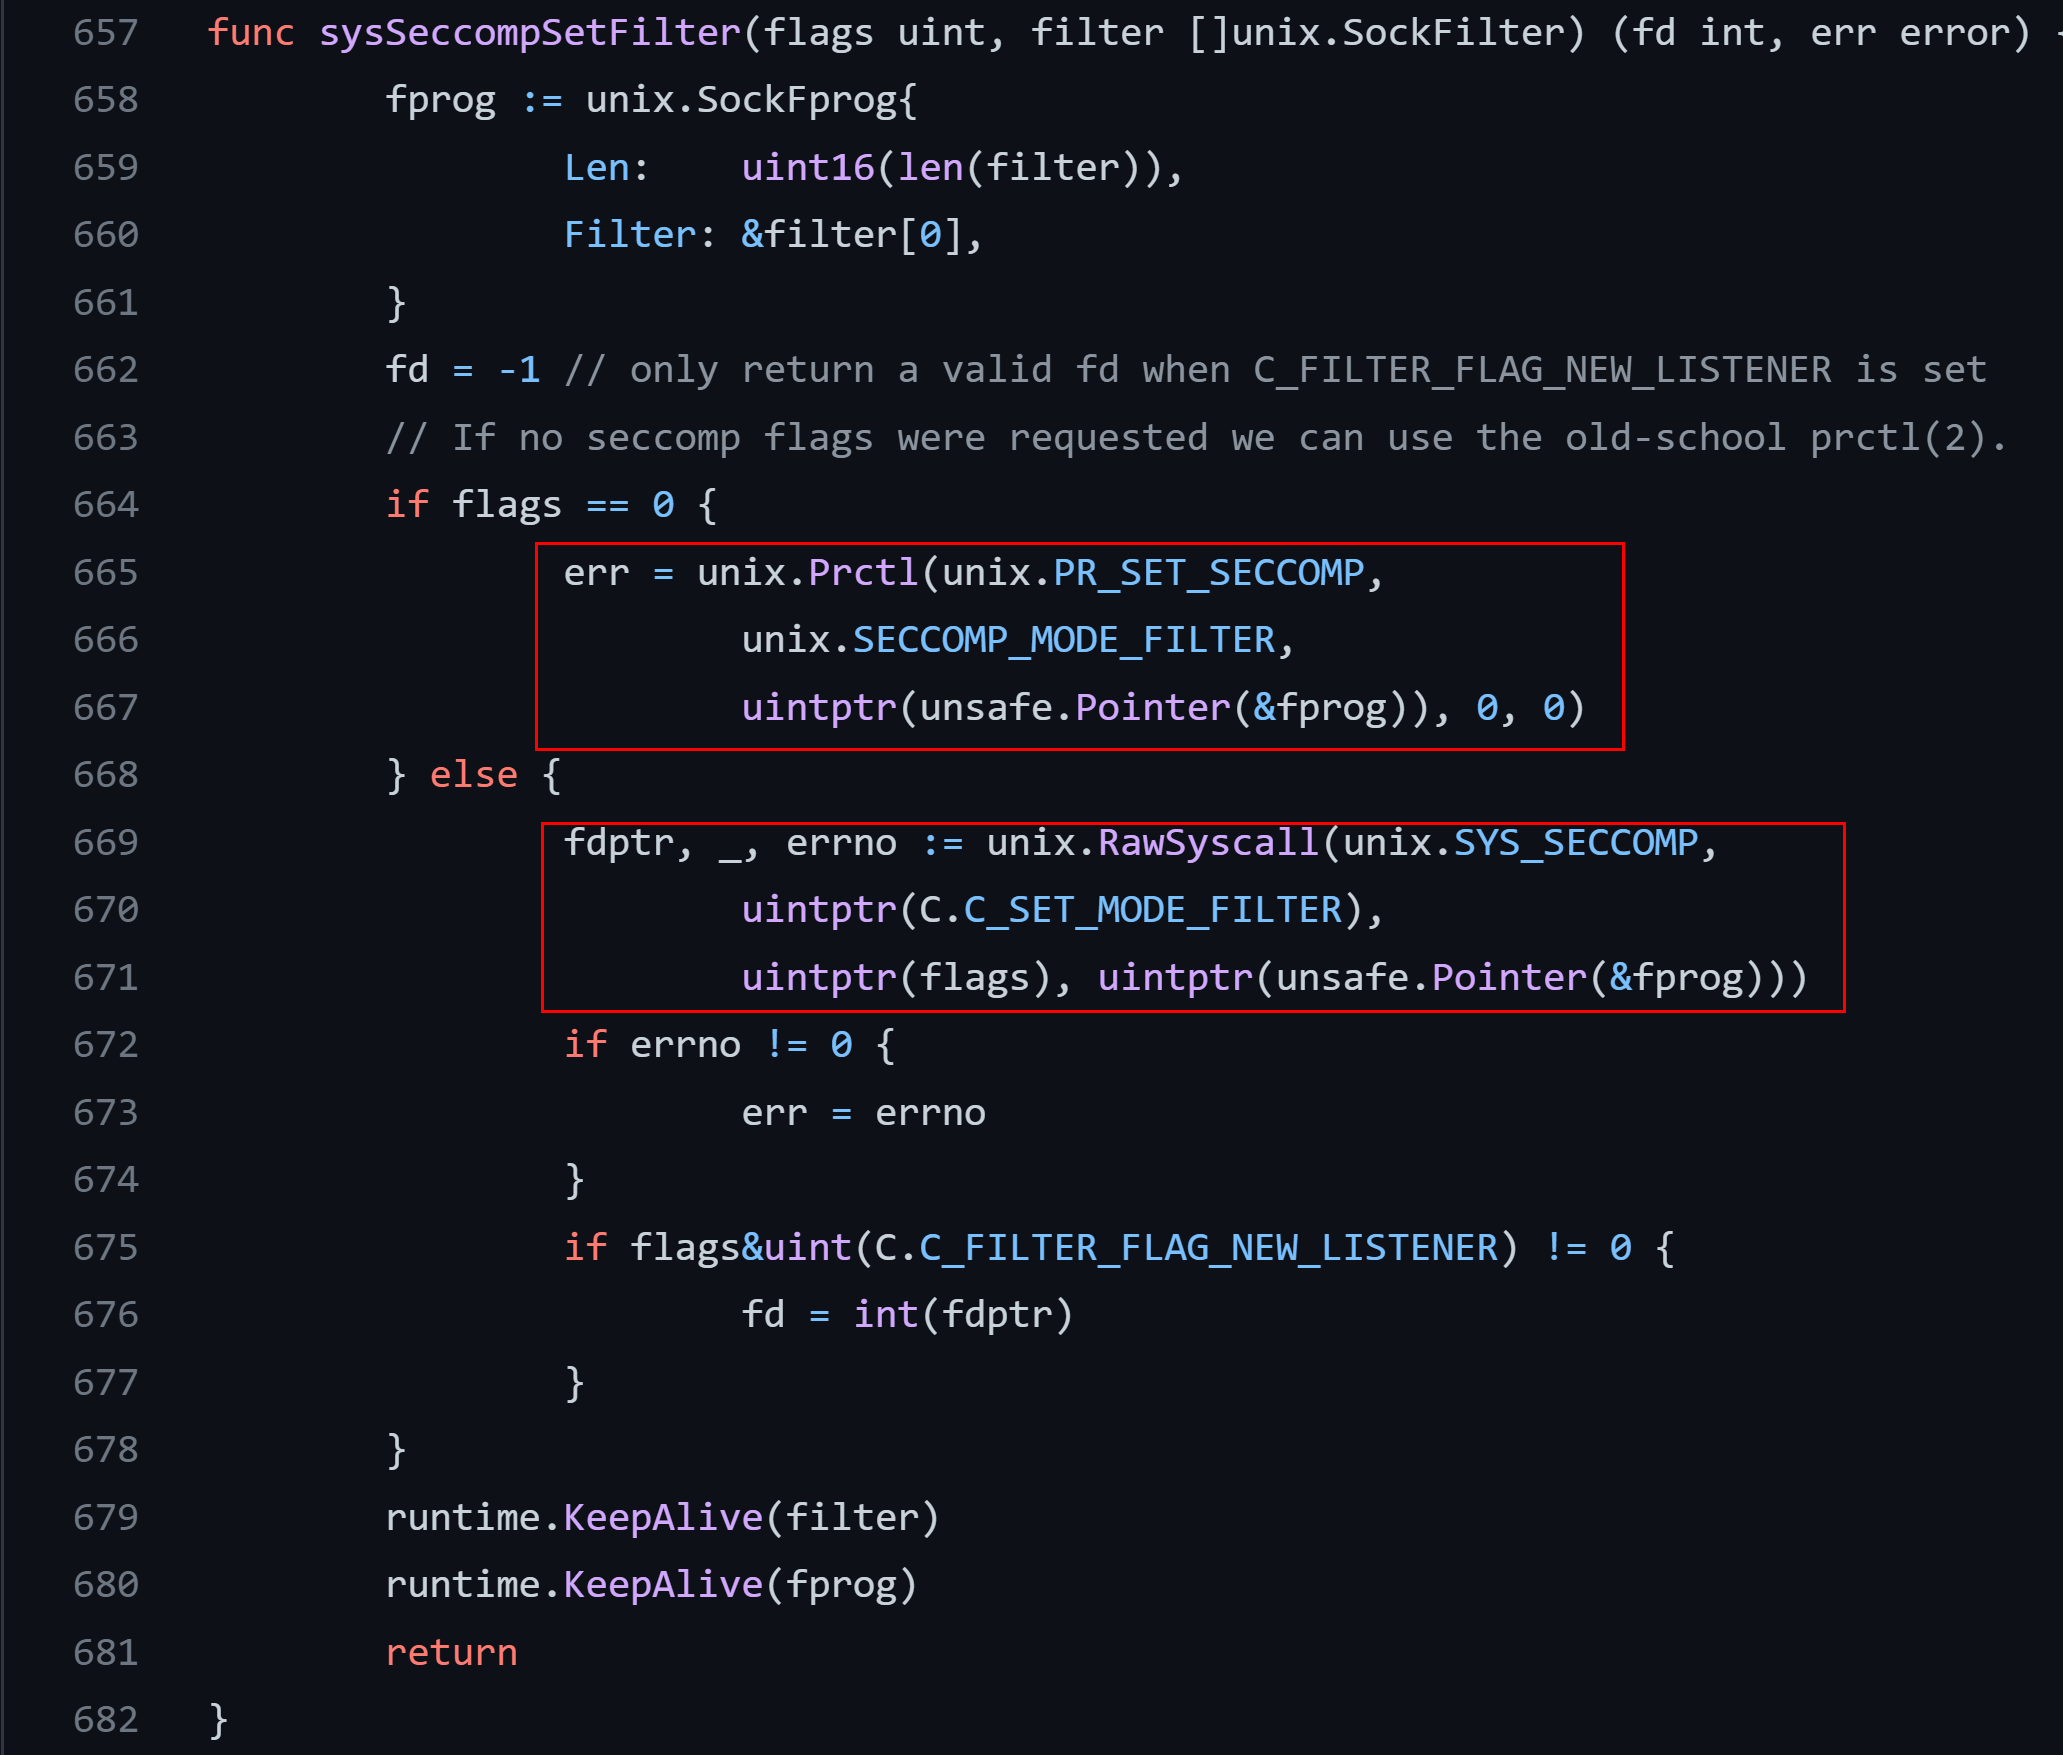 657 func sysSeccompSetFilter(flags uint, filter []unix.SockFilter) (fd int, err error) {
658 fprog := unix.SockFprog{
659 Len: uint16(len(filter)),
660 Filter: &filter[0],
661 }
662 fd = -1 // only return a valid fd when C_FILTER_FLAG_NEW_LISTENER is set
663 // If no seccomp flags were requested we can use the old-school prctl(2).
664 if flags == 0 {
665 err = unix.Prctl(unix.PR_SET_SECCOMP,
666 unix.SECCOMP_MODE_FILTER,
667 uintptr(unsafe.Pointer(&fprog)), 0, 0)
668 } else {
669 fdptr, _, errno := unix.RawSyscall(unix.SYS_SECCOMP,
670 uintptr(C.C_SET_MODE_FILTER),
671 uintptr(flags), uintptr(unsafe.Pointer(&fprog)))
672 if errno != 0 {
673 err = errno
674 }
675 if flags&uint(C.C_FILTER_FLAG_NEW_LISTENER) != 0 {
676 fd = int(fdptr)
677 }
678 }
679 runtime.KeepAlive(filter)
680 runtime.KeepAlive(fprog)
681 return
682 }